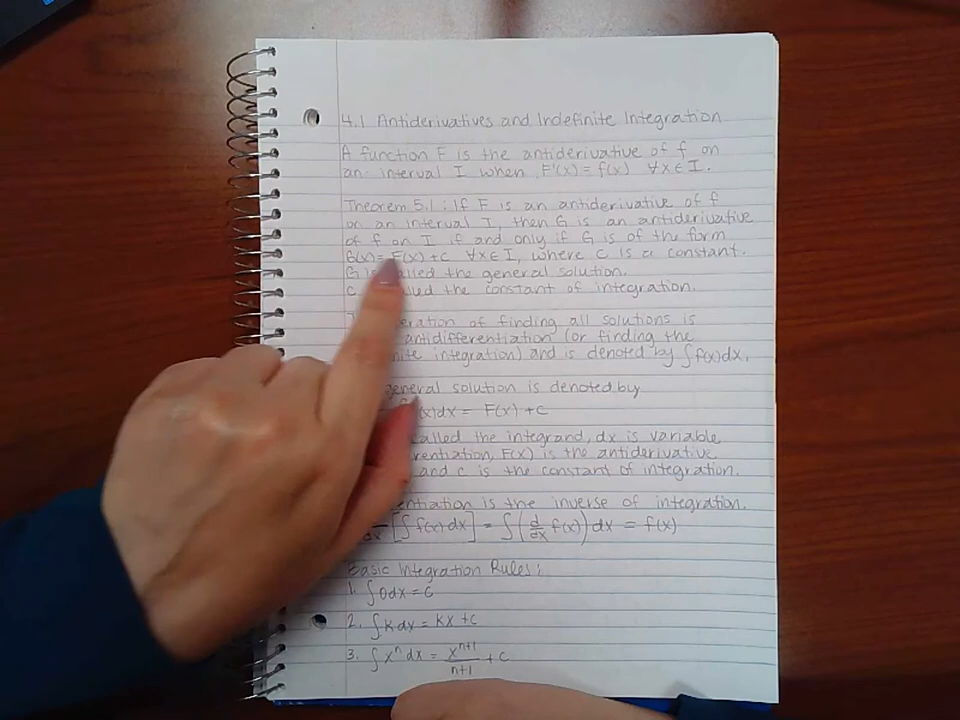 4.1 Antiderivatives and Indefinite Integration
A function F is the antiderivative of f on
an interval I when F'(x) = f(x) ∀x∈I.
Theorem 5.1: If F is an antiderivative of f
on an interval I, then G is an antiderivative
of f on I if and only if G is of the form
G(x) = F(x) + C ∀x∈I, where C is a constant.
G is called the general solution.
C called the constant of integration.
of finding all solutions is
antidifferentiation (or finding the
integration) and is denoted by ∫f(x)dx.
general solution is denoted by
(x)dx = F(x) + C
called the integrand, dx is variable
F(x) is the antiderivative
and C is the constant of integration.
is the inverse of integration.
[∫f(x)dx] = ∫(d/dx f(x))dx = f(x)
Basic Integration Rules:
1. ∫0dx = C
2. ∫Kdx = Kx + C
3. ∫xⁿdx = xⁿ⁺¹/n+1 + C